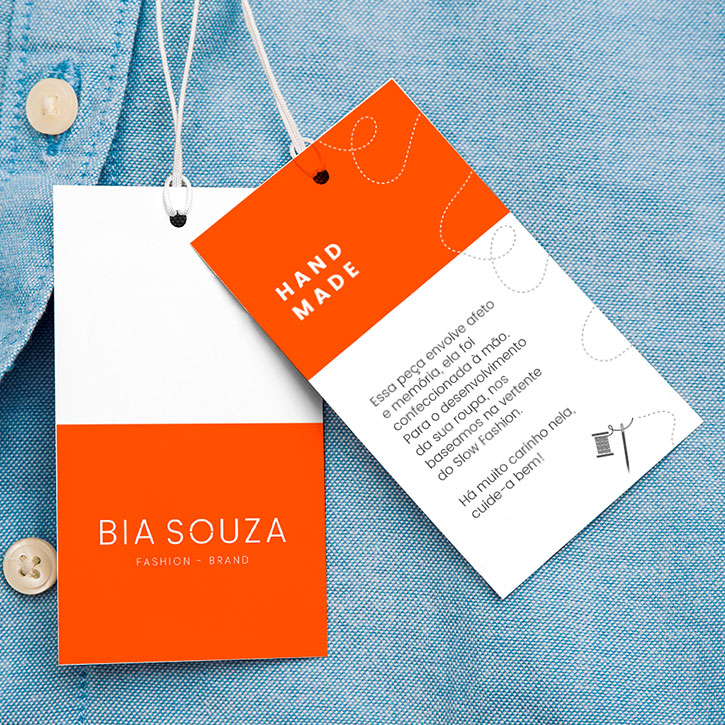 BIA SOUZA
FASHION - BRAND
HAND
MADE
Essa peça envolve afeto
e memória, ela foi
confeccionada à mão.
Para o desenvolvimento
da sua roupa, nos
baseamos na vertente
do Slow Fashion.
Há muito carinho nela,
cuide-a bem!